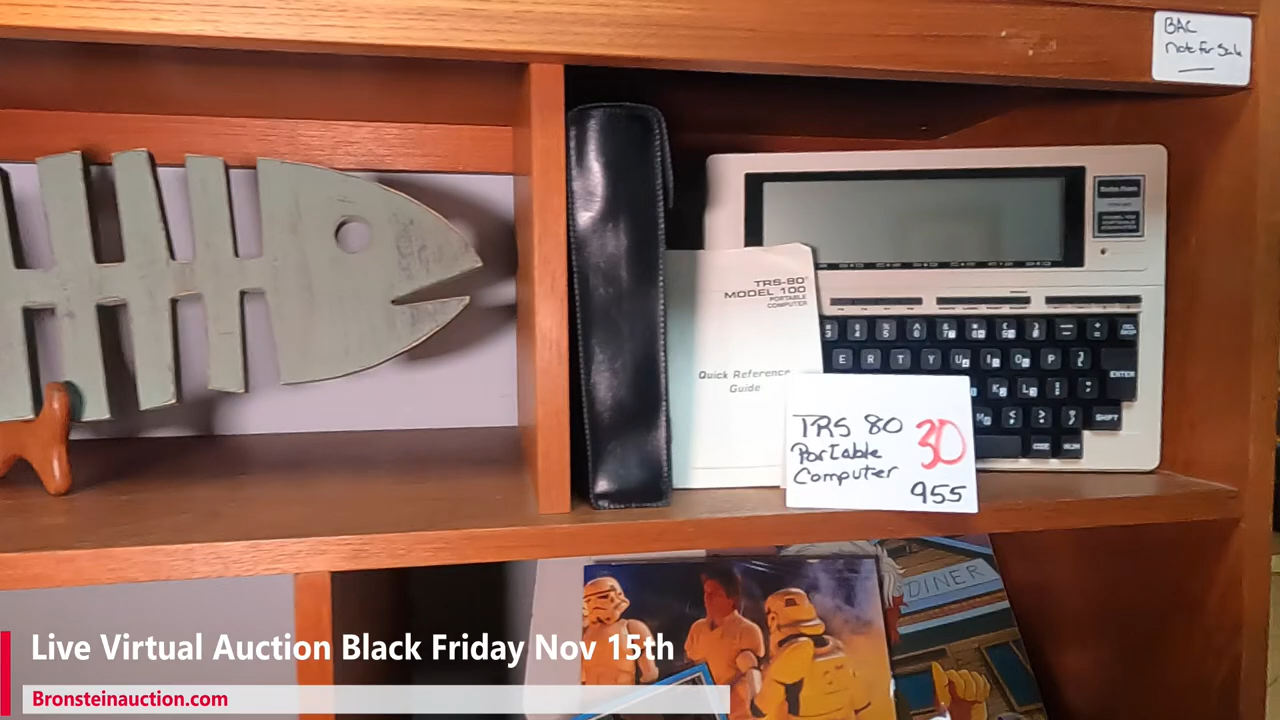 BAC
Not for Sale
TRS-80®
MODEL 100
PORTABLE
COMPUTER
Quick Reference
Guide
TRS 80
Portable
Computer
30
955
E R T Y U I O P
K L
SHIFT
DINER
Live Virtual Auction Black Friday Nov 15th
Bronsteinauction.com